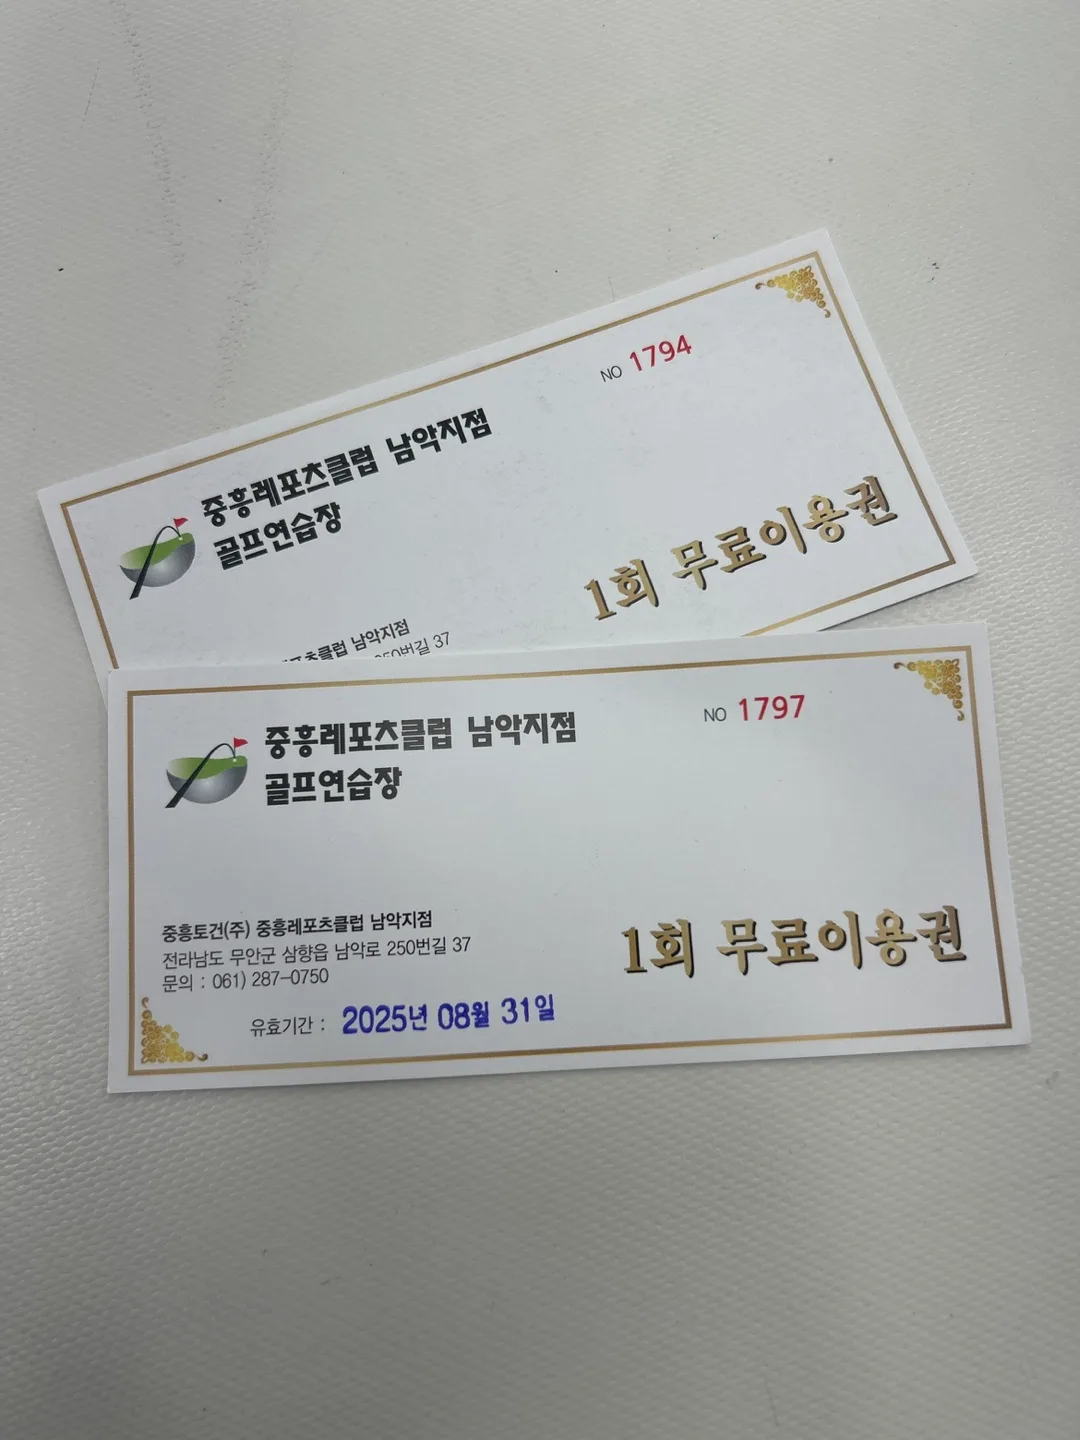 NO 1794
중흥레포츠클럽 남악지점
골프연습장
1회 무료이용권
남악지점
37
NO 1797
중흥레포츠클럽 남악지점
골프연습장
중흥토건(주) 중흥레포츠클럽 남악지점
전라남도 무안군 삼향읍 남악로 250번길 37
문의 : 061) 287-0750
1회 무료이용권
유효기간 : 2025년 08월 31일